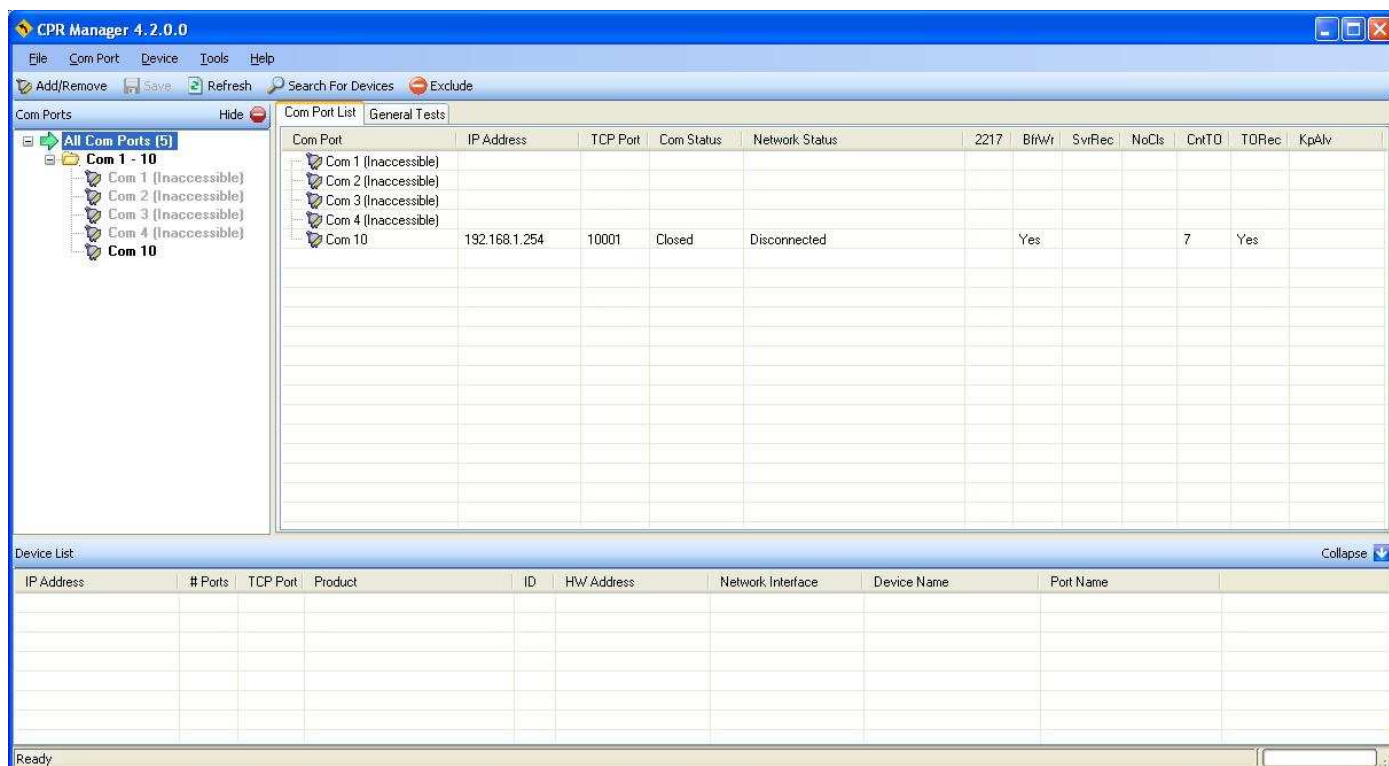 CPR Manager 4.2.0.0
File Com Port Device Tools Help
Add/Remove Save Refresh Search For Devices Exclude
Com Ports Hide
All Com Ports (5)
Com 1 - 10
Com 1 (Inaccessible)
Com 2 (Inaccessible)
Com 3 (Inaccessible)
Com 4 (Inaccessible)
Com 10
Com Port List General Tests
Com Port IP Address TCP Port Com Status Network Status 2217 BfrWr SvrRec NoCls CntTO TORec KpAlv
Com 1 (Inaccessible)
Com 2 (Inaccessible)
Com 3 (Inaccessible)
Com 4 (Inaccessible)
Com 10 192.168.1.254 10001 Closed Disconnected Yes 7 Yes
Device List Collapse
IP Address # Ports TCP Port Product ID HW Address Network Interface Device Name Port Name
Ready